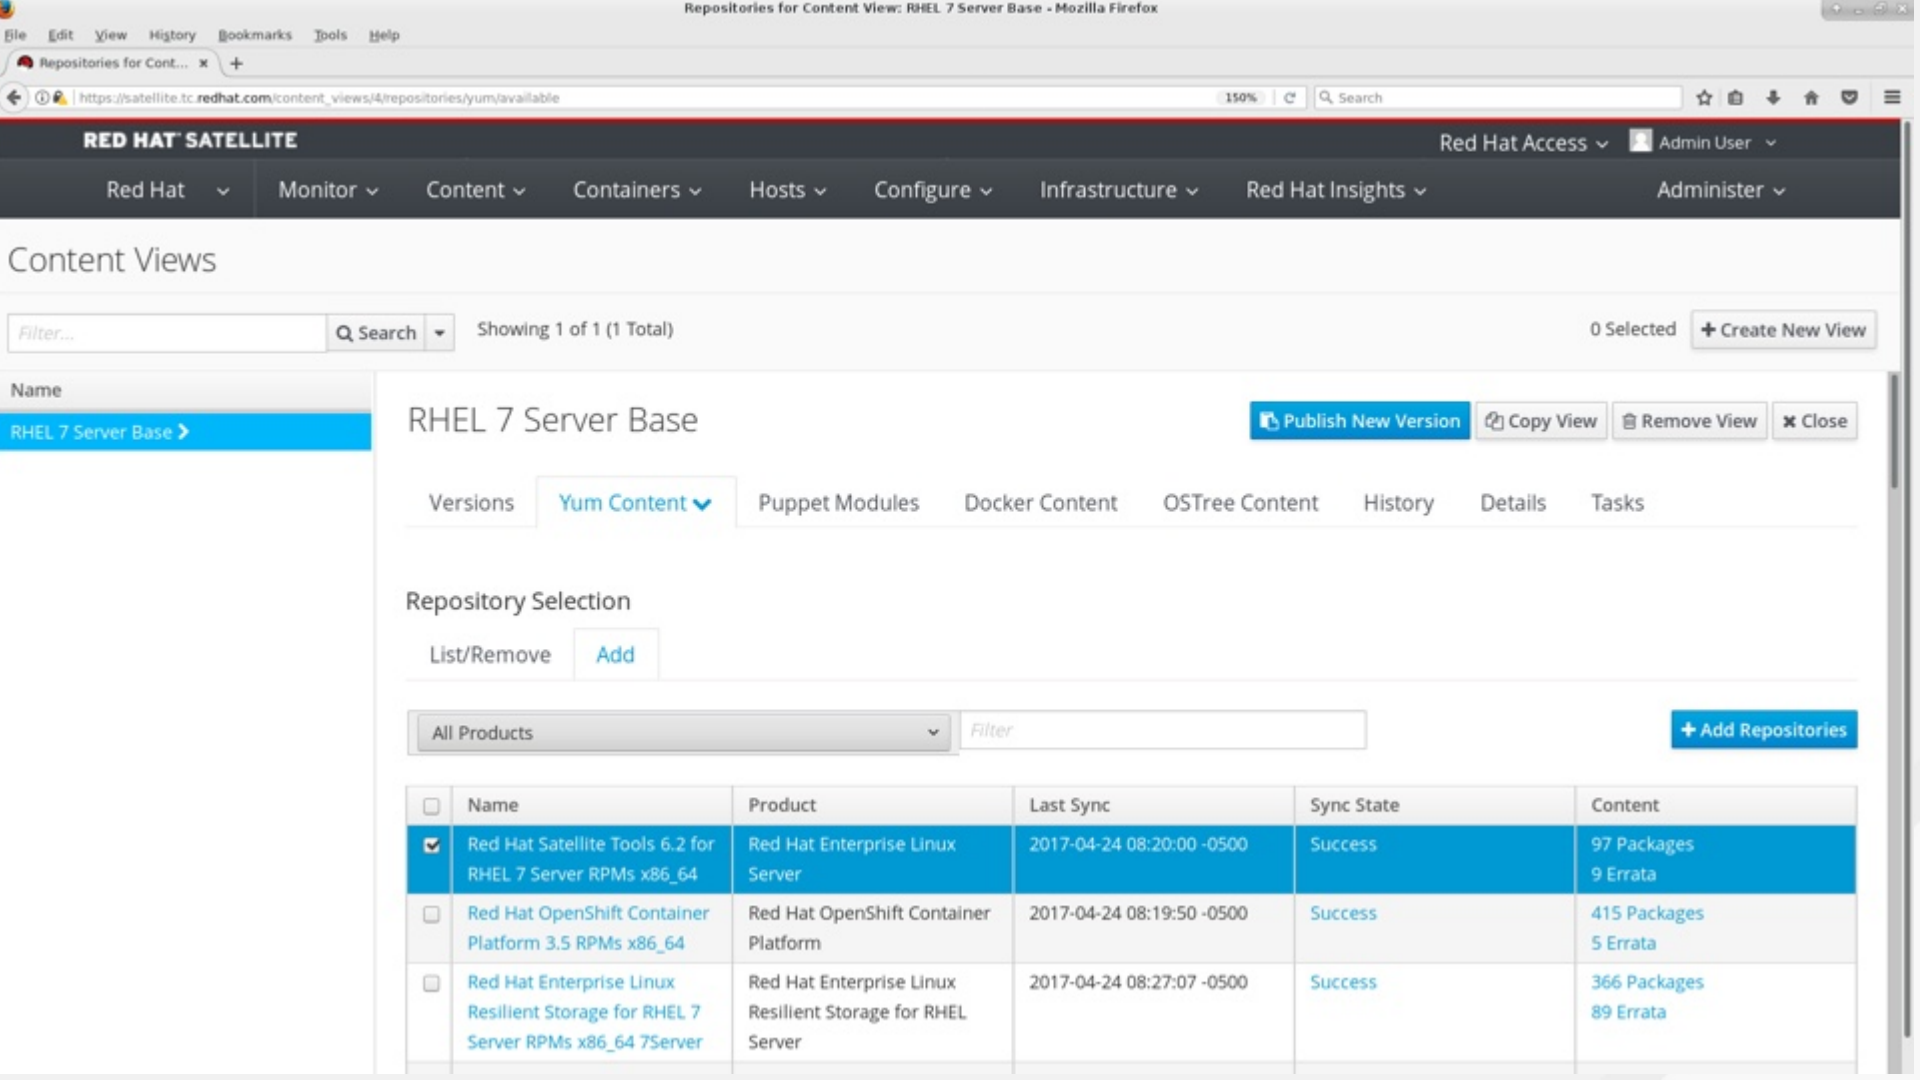 Repositories for Content View: RHEL 7 Server Base - Mozilla Firefox
File Edit View History Bookmarks Tools Help
Repositories for Cont...
https://satellite.tc.redhat.com/content_views/4/repositories/yum/available 150% Search
RED HAT SATELLITE Red Hat Access Admin User
Red Hat Monitor Content Containers Hosts Configure Infrastructure Red Hat Insights Administer
Content Views
Filter... Search Showing 1 of 1 (1 Total) 0 Selected + Create New View
Name
RHEL 7 Server Base
RHEL 7 Server Base Publish New Version Copy View Remove View Close
Versions Yum Content Puppet Modules Docker Content OSTree Content History Details Tasks
Repository Selection
List/Remove Add
All Products Filter + Add Repositories
Name Product Last Sync Sync State Content
Red Hat Satellite Tools 6.2 for Red Hat Enterprise Linux 2017-04-24 08:20:00 -0500 Success 97 Packages
RHEL 7 Server RPMs x86_64 Server 9 Errata
Red Hat OpenShift Container Red Hat OpenShift Container 2017-04-24 08:19:50 -0500 Success 415 Packages
Platform 3.5 RPMs x86_64 Platform 5 Errata
Red Hat Enterprise Linux Red Hat Enterprise Linux 2017-04-24 08:27:07 -0500 Success 366 Packages
Resilient Storage for RHEL 7 Resilient Storage for RHEL 89 Errata
Server RPMs x86_64 7Server Server